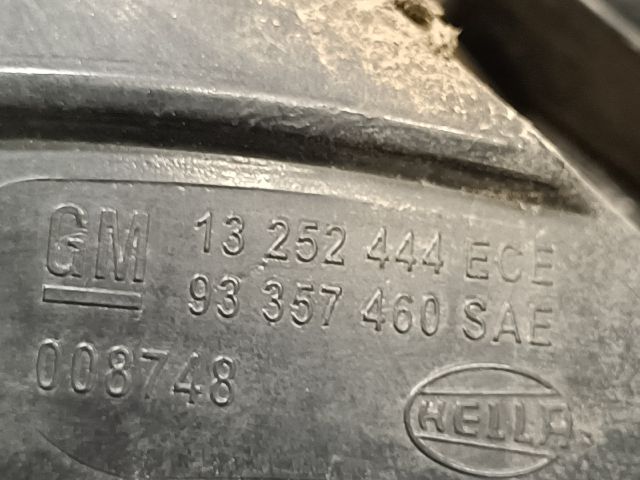 GM 13 252 444 ECE
93 357 460 SAE
008748
HELLA